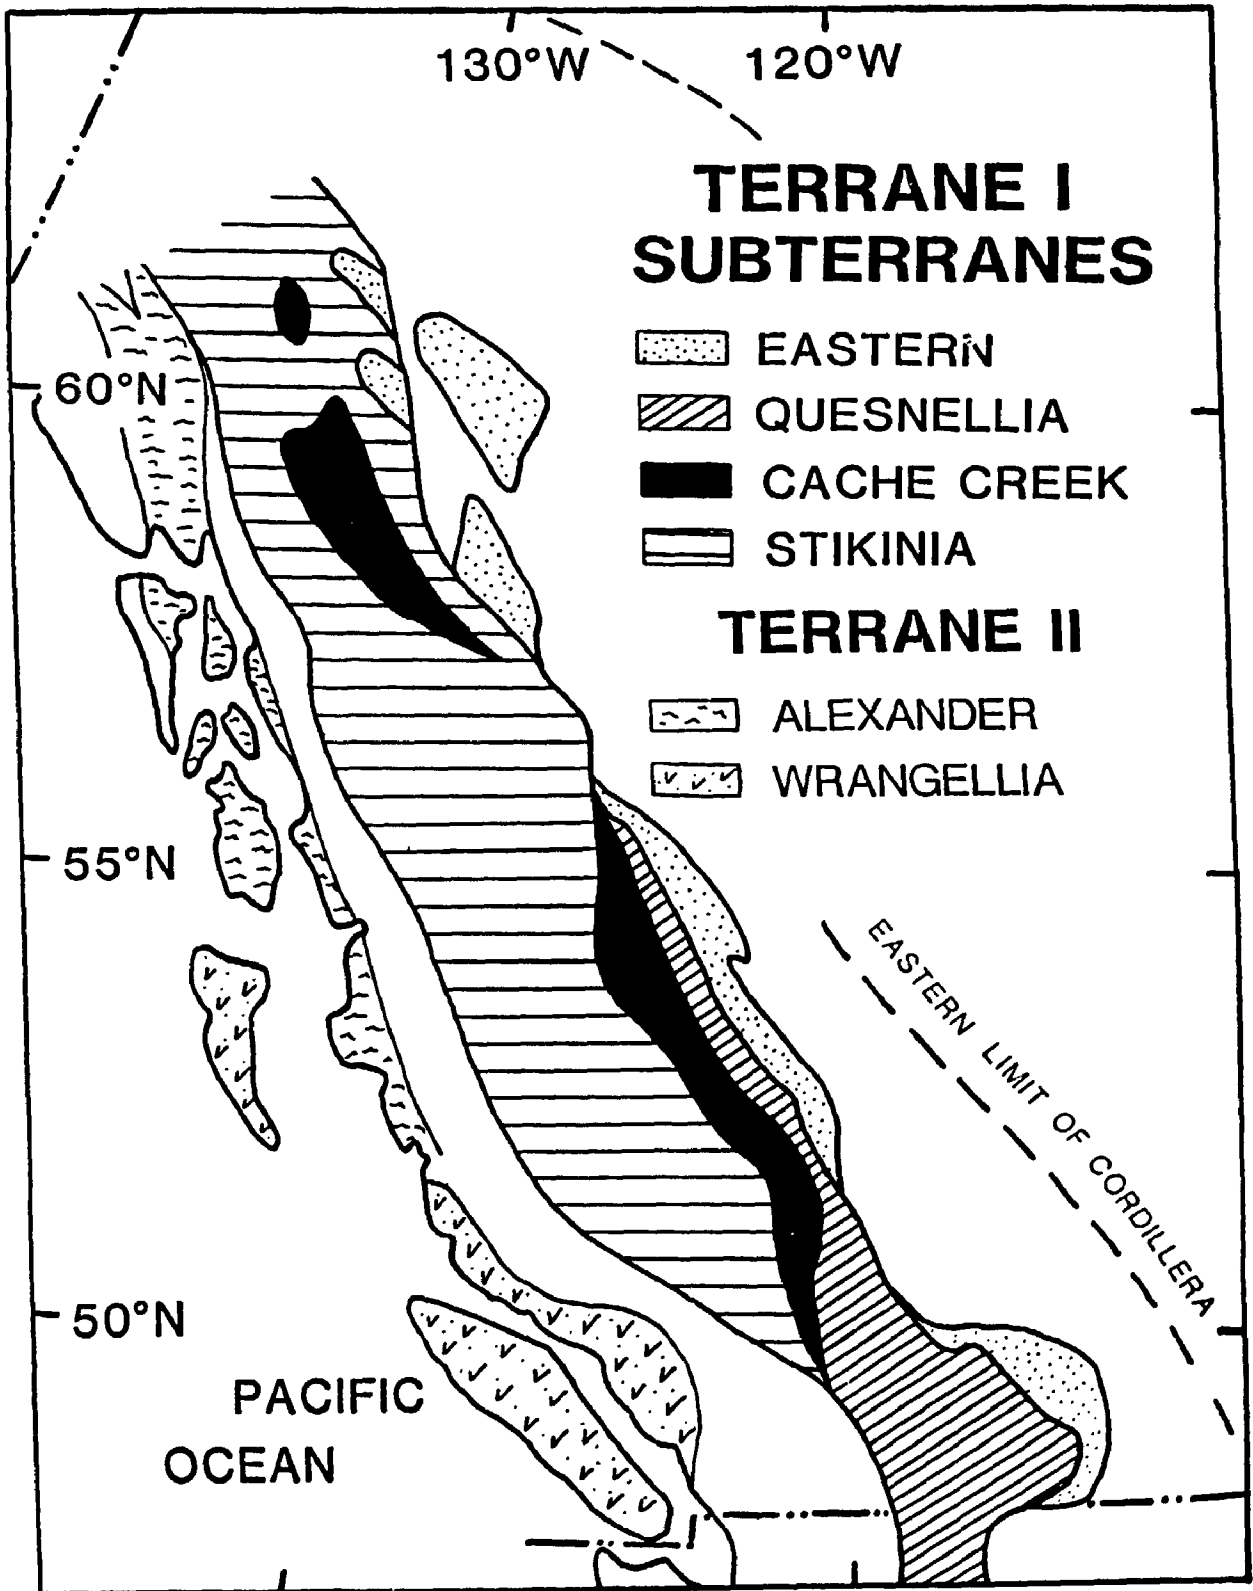 130°W
120°W
TERRANE I
SUBTERRANES
EASTERN
60°N
QUESNELLIA
CACHE CREEK
STIKINIA
TERRANE II
ALEXANDER
WRANGELLIA
55°N
EASTERN LIMIT OF CORDILLERA
50°N
PACIFIC
OCEAN